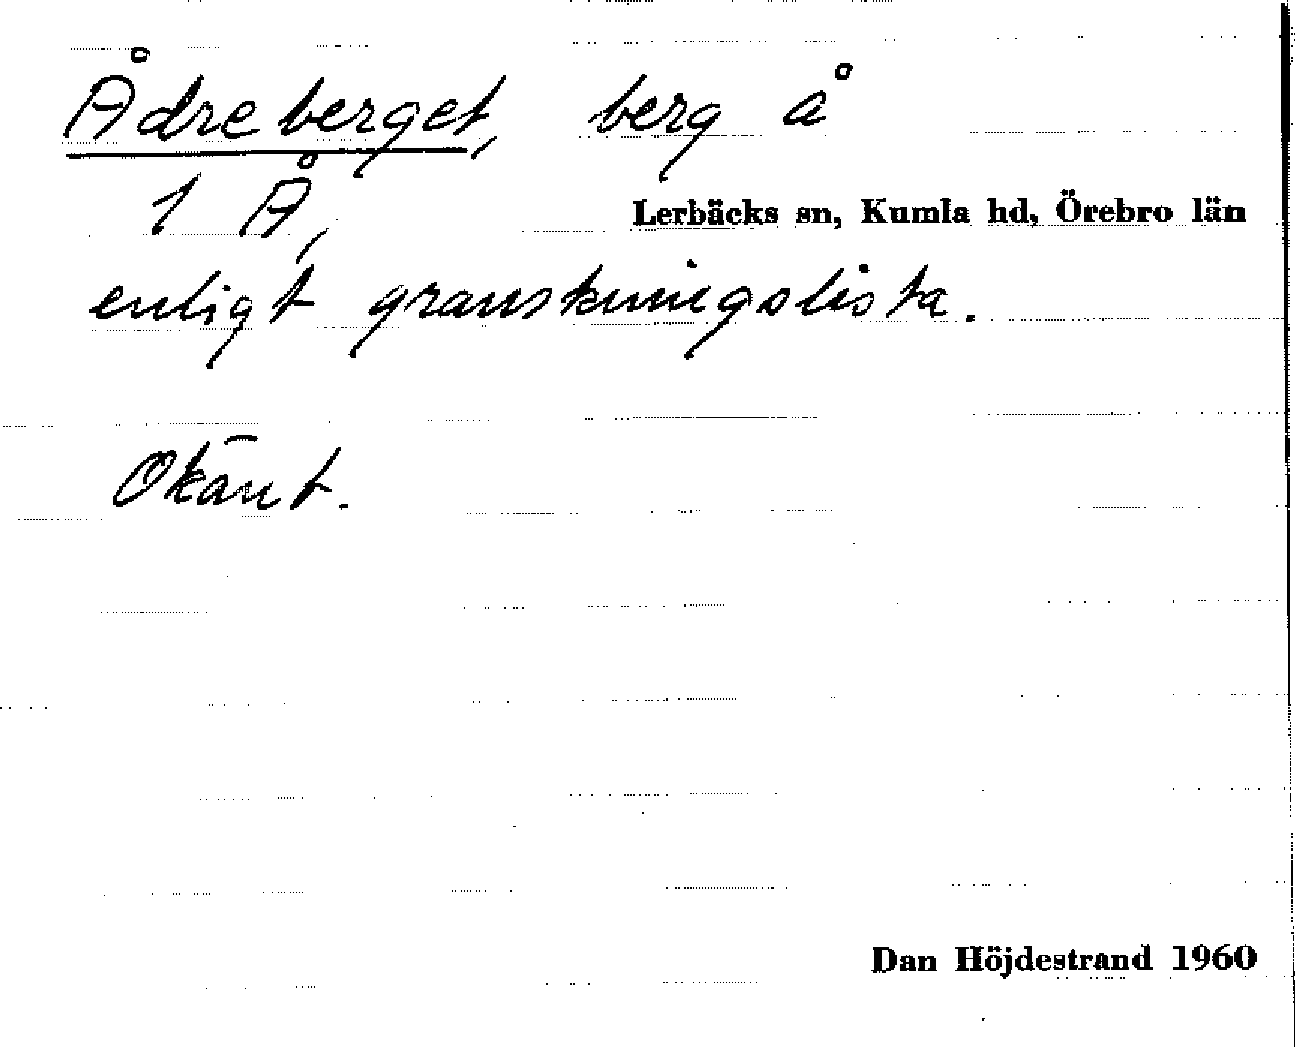 Ådreberget, berg å
1 Å,
Lerbäcks sn, Kumla hd, Örebro län
enligt granskningslista.
Okänt.
Dan Höjdestrand 1960